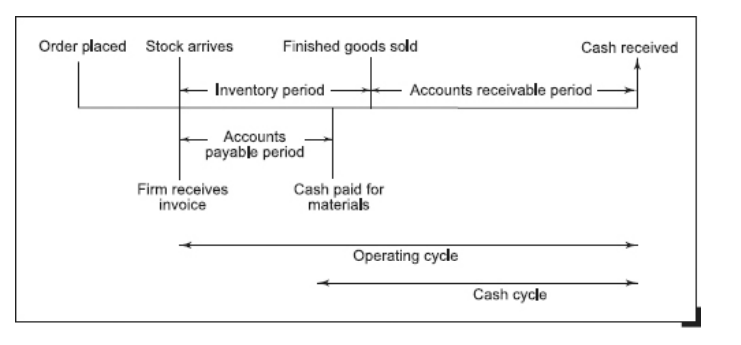 Order placed
Stock arrives
Finished goods sold
Cash received
Inventory period
Accounts receivable period
Accounts
payable period
Firm receives
invoice
Cash paid for
materials
Operating cycle
Cash cycle